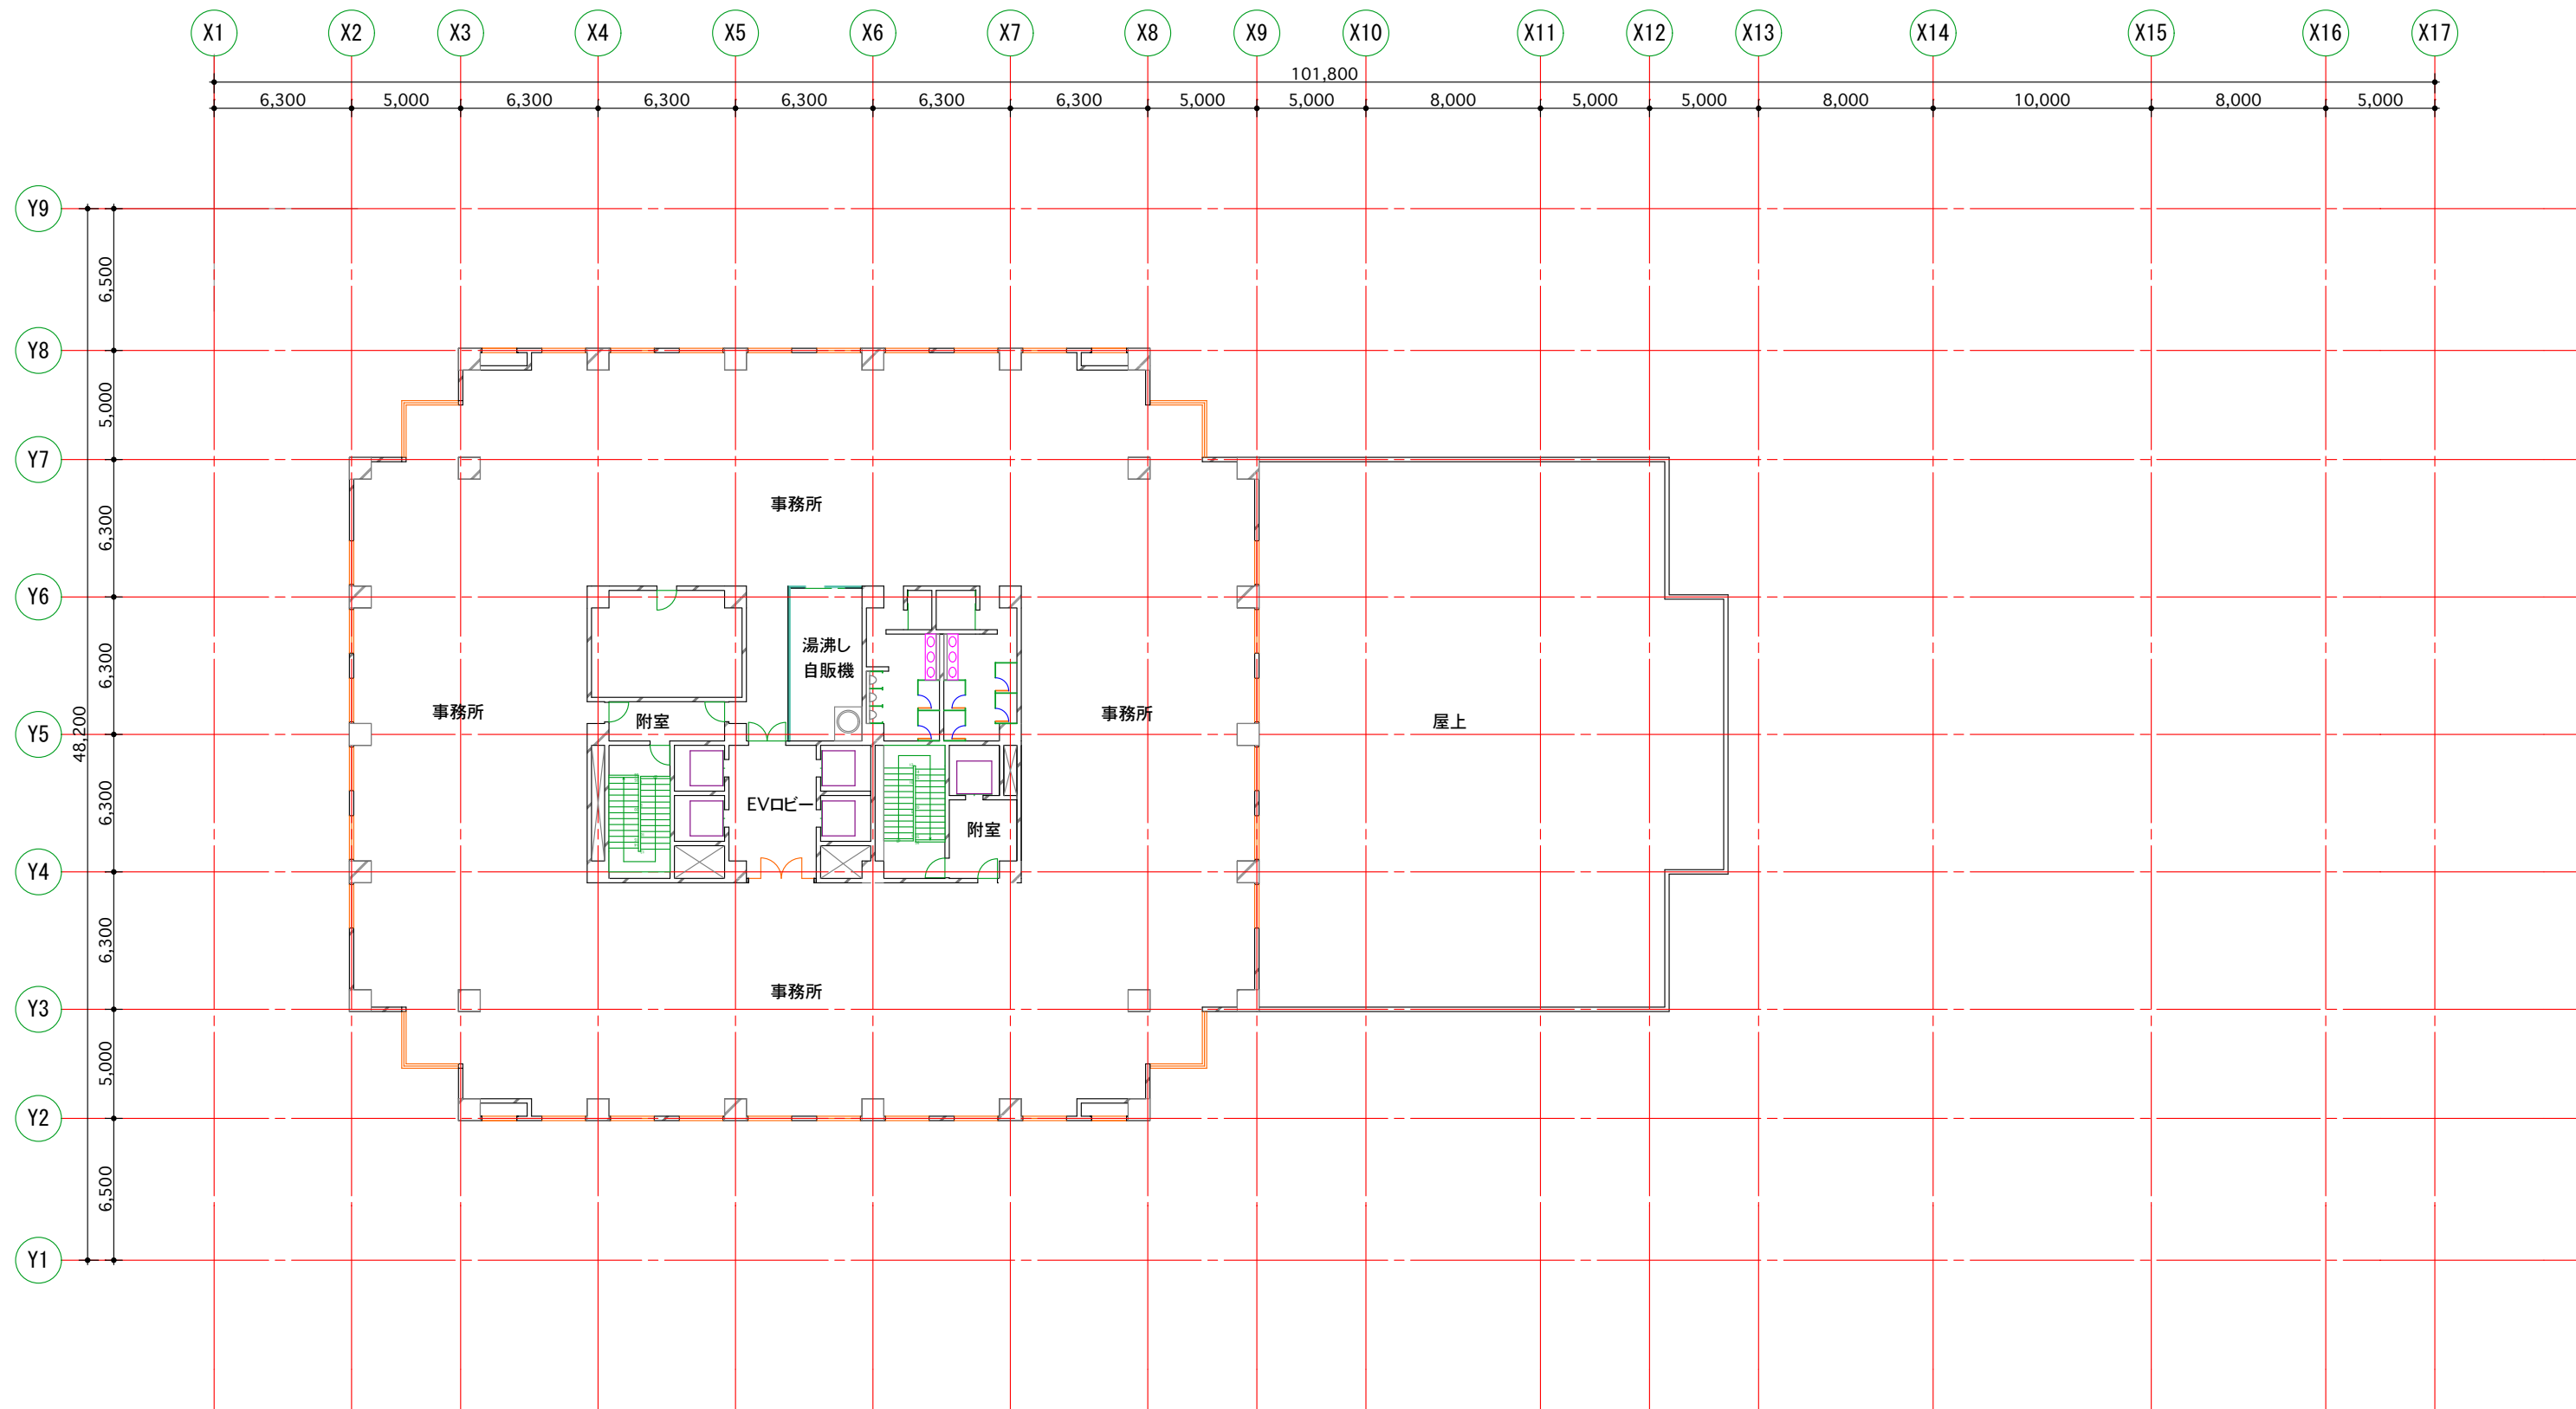 X1 X2 X3 X4 X5 X6 X7 X8 X9 X10 X11 X12 X13 X14 X15 X16 X17
101,800
6,300 5,000 6,300 6,300 6,300 6,300 6,300 5,000 5,000 8,000 5,000 5,000 8,000 10,000 8,000 5,000
Y9
6,500
Y8
5,000
Y7
6,300
事務所
Y6
湯沸し
自販機
6,300
事務所
附室
事務所
屋上
Y5
48,200
EVロビー
6,300
附室
Y4
6,300
事務所
Y3
5,000
Y2
6,500
Y1